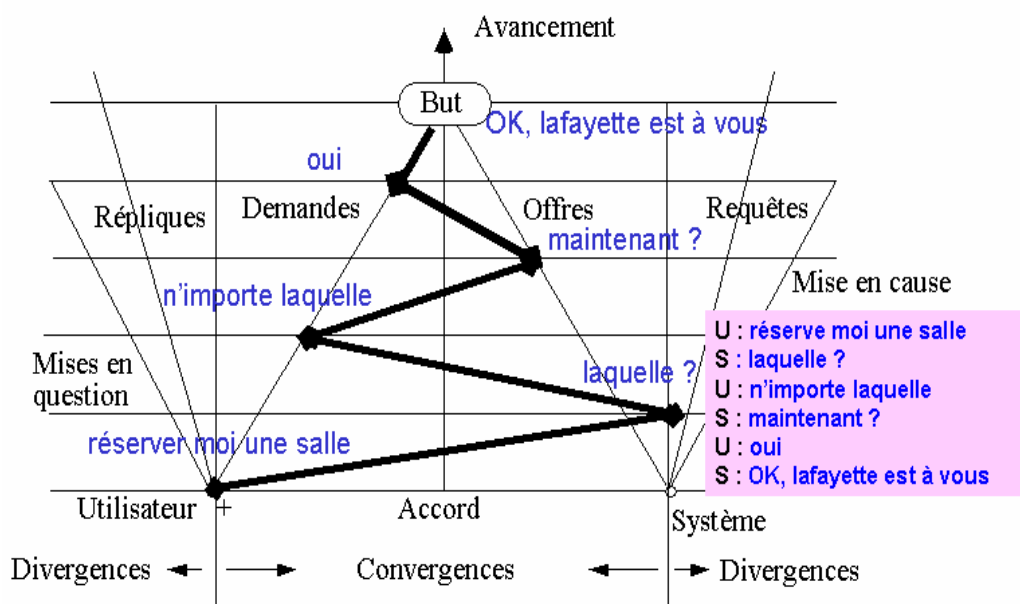 Avancement
But
OK, lafayette est à vous
oui
Répliques
Demandes
Offres
Requêtes
maintenant ?
n'importe laquelle
Mise en cause
Mises en
question
laquelle ?
U : réserve moi une salle
S : laquelle ?
U : n'importe laquelle
S : maintenant ?
U : oui
S : OK, lafayette est à vous
réserver moi une salle
Utilisateur +
Accord
Système
Divergences
Convergences
Divergences